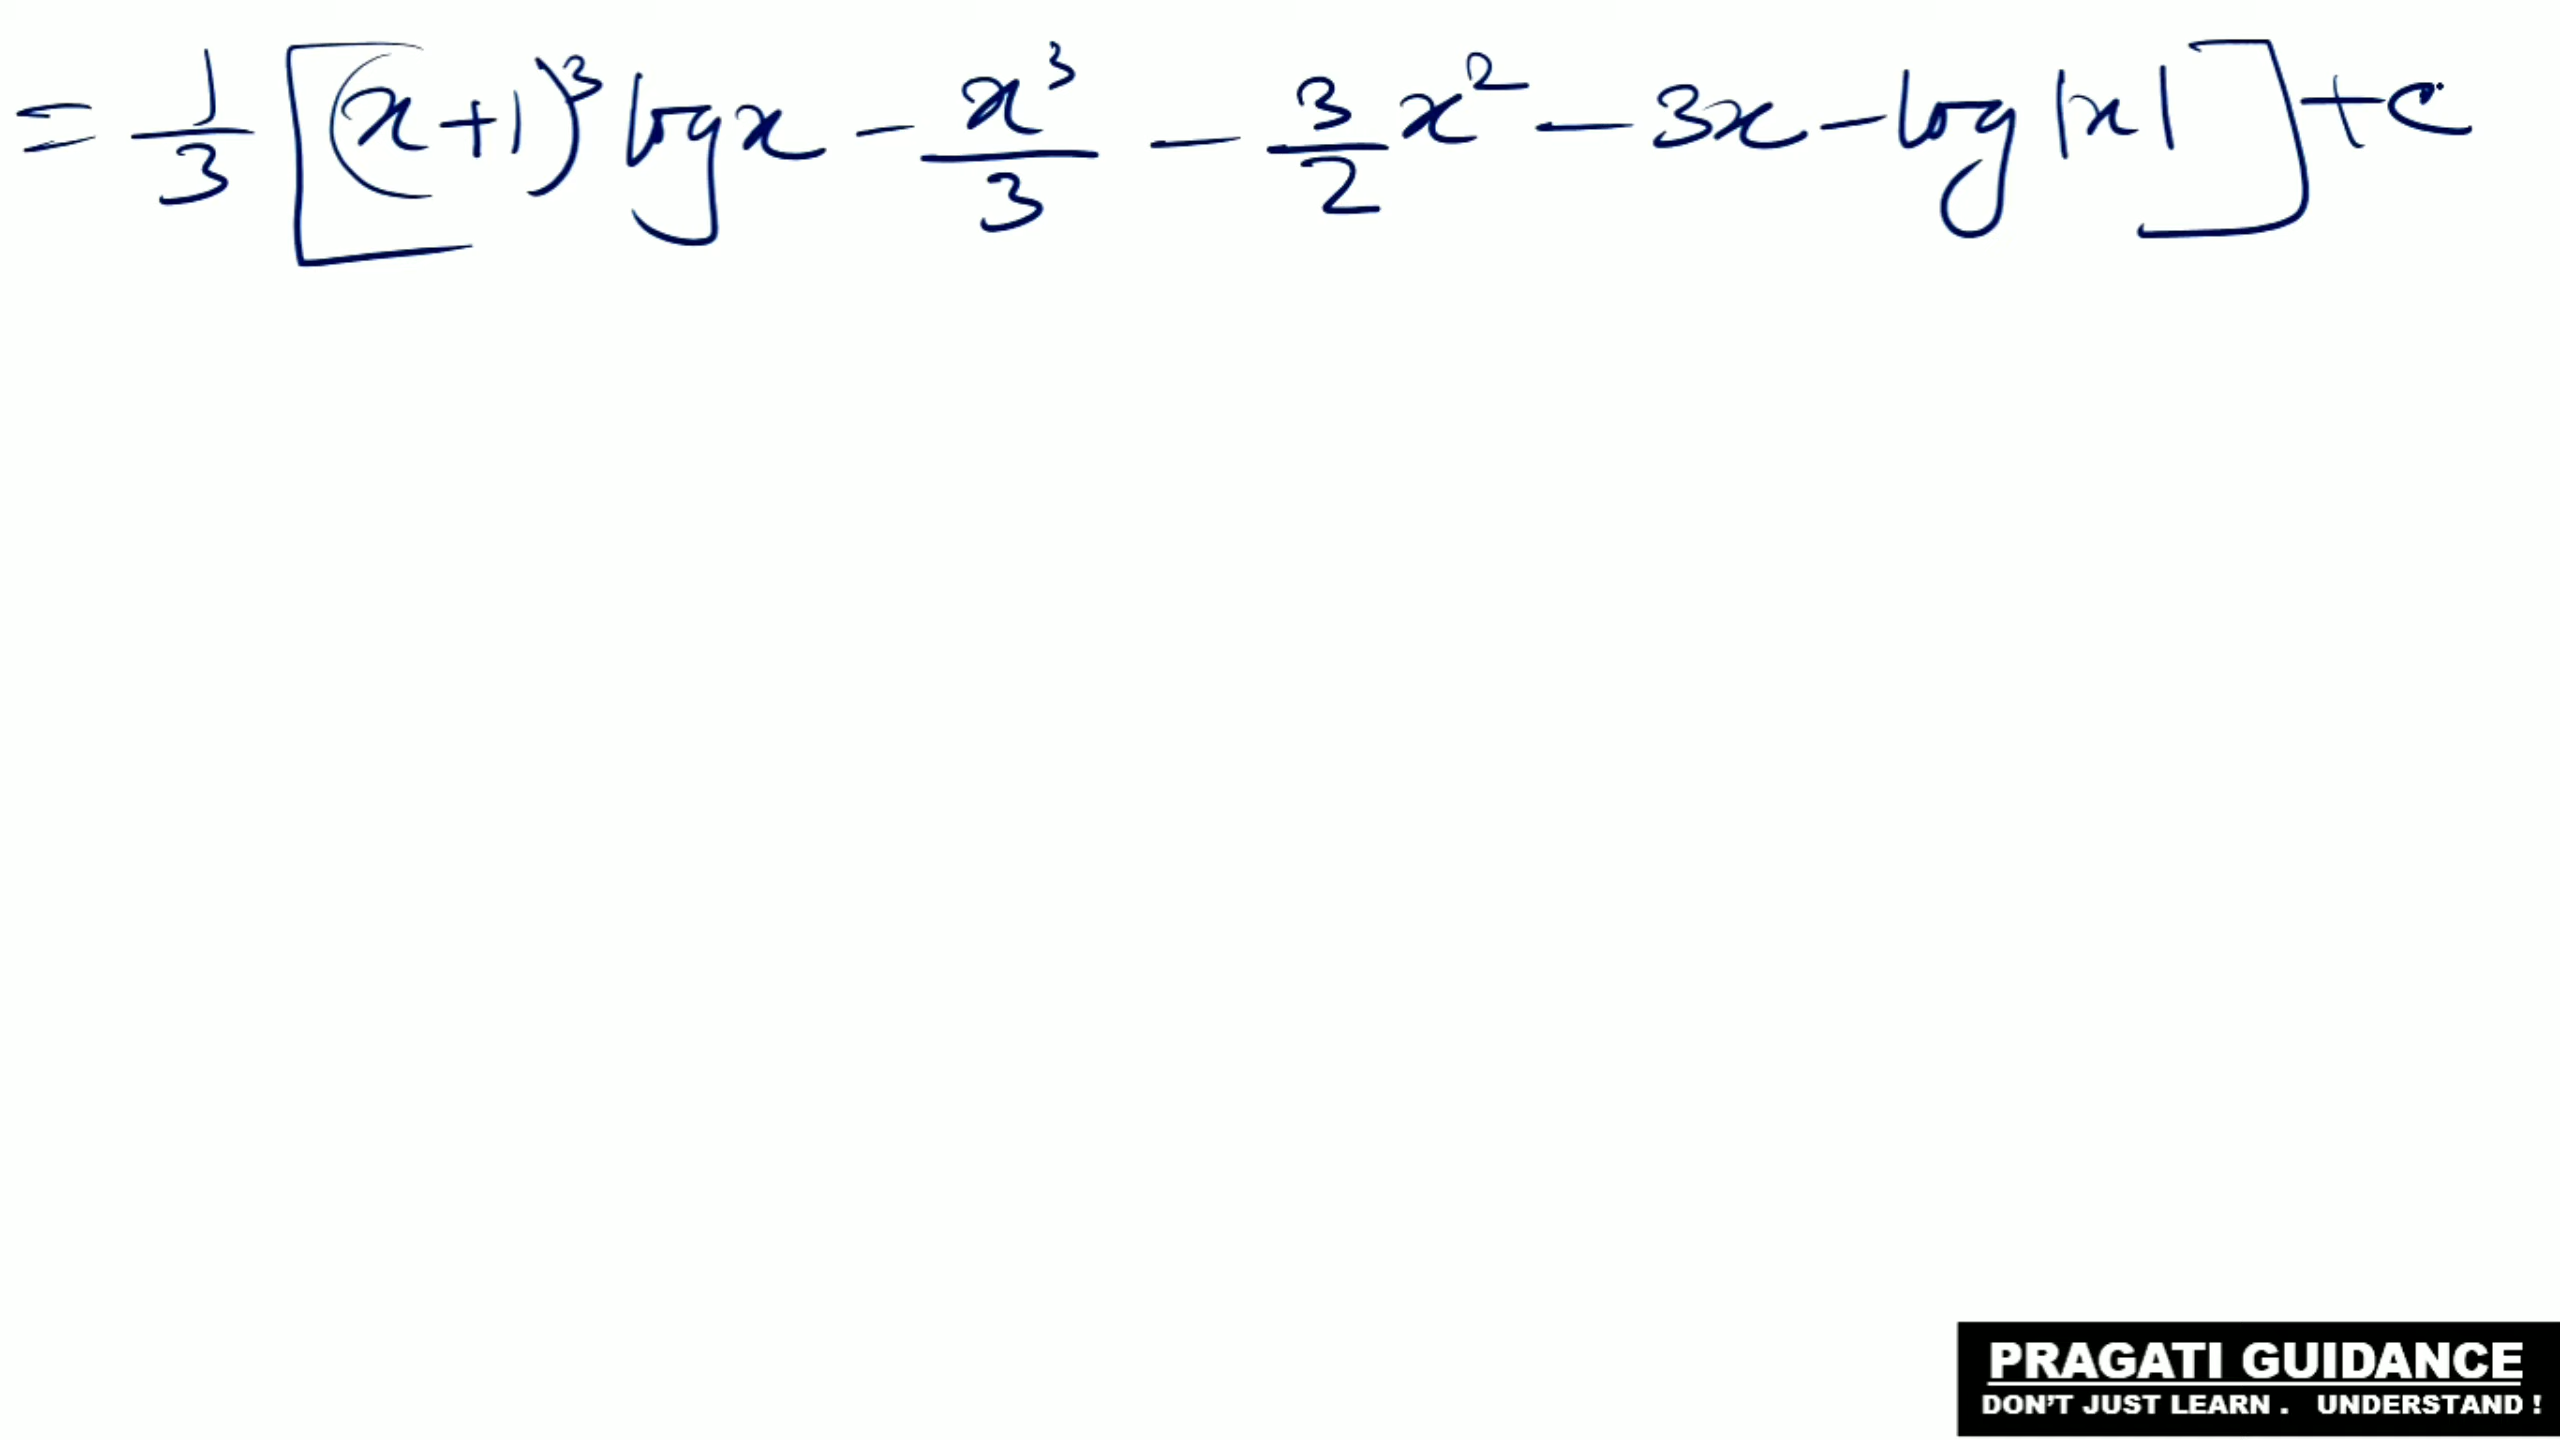 = 1/3 [(x+1)³ log x - x³/3 - 3/2 x² - 3x - log|x|] + c
PRAGATI GUIDANCE
DON'T JUST LEARN . UNDERSTAND !